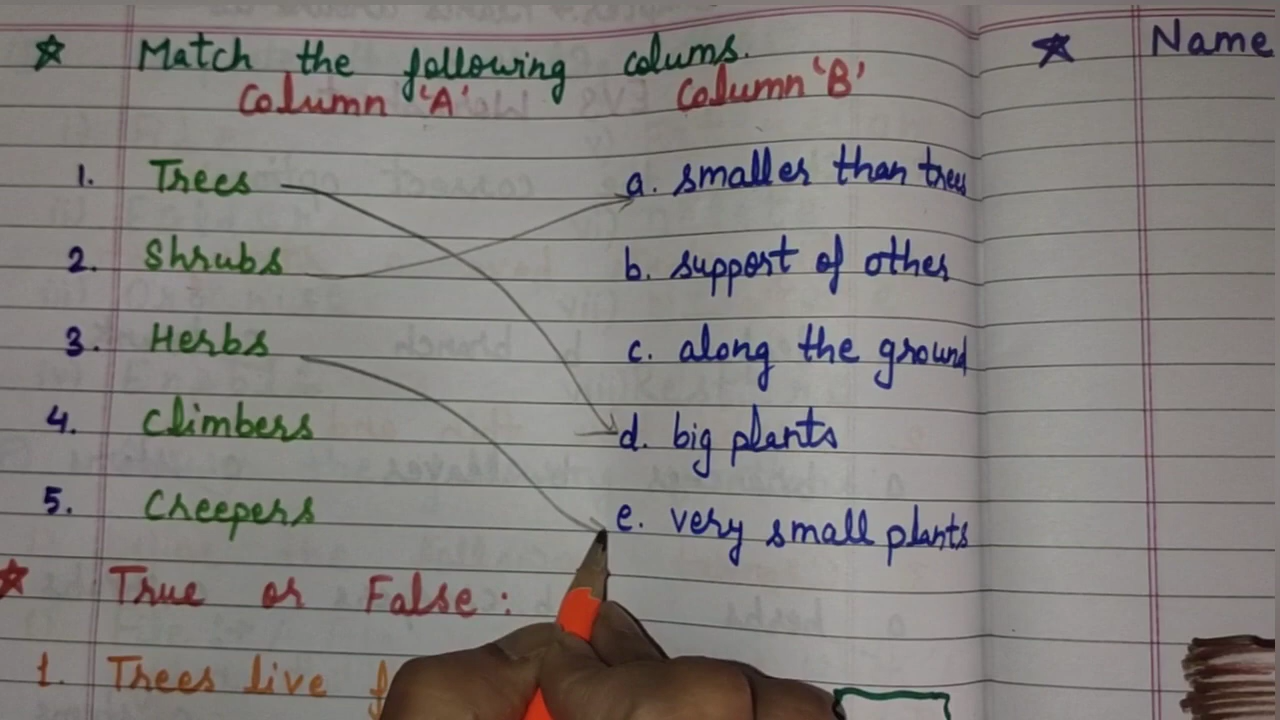 ☆ Match the following colums.
Column 'A' Column 'B'
1. Trees a. smaller than trees
2. Shrubs b. support of other
3. Herbs c. along the ground
4. Climbers d. big plants
5. Creepers e. very small plants
☆ True or False:
1. Trees live
☆ Name